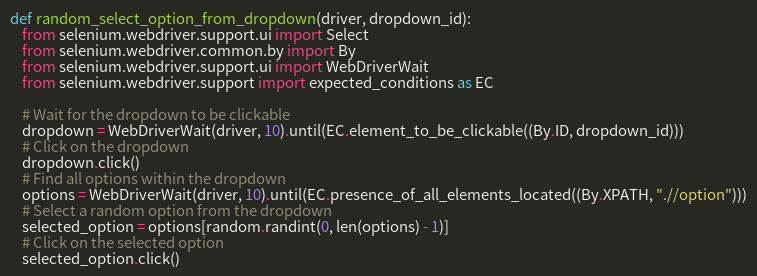 def random_select_option_from_dropdown(driver, dropdown_id):
from selenium.webdriver.support.ui import Select
from selenium.webdriver.common.by import By
from selenium.webdriver.support.ui import WebDriverWait
from selenium.webdriver.support import expected_conditions as EC
# Wait for the dropdown to be clickable
dropdown = WebDriverWait(driver, 10).until(EC.element_to_be_clickable((By.ID, dropdown_id)))
# Click on the dropdown
dropdown.click()
# Find all options within the dropdown
options = WebDriverWait(driver, 10).until(EC.presence_of_all_elements_located((By.XPATH, ".//option")))
# Select a random option from the dropdown
selected_option = options[random.randint(0, len(options) - 1)]
# Click on the selected option
selected_option.click()